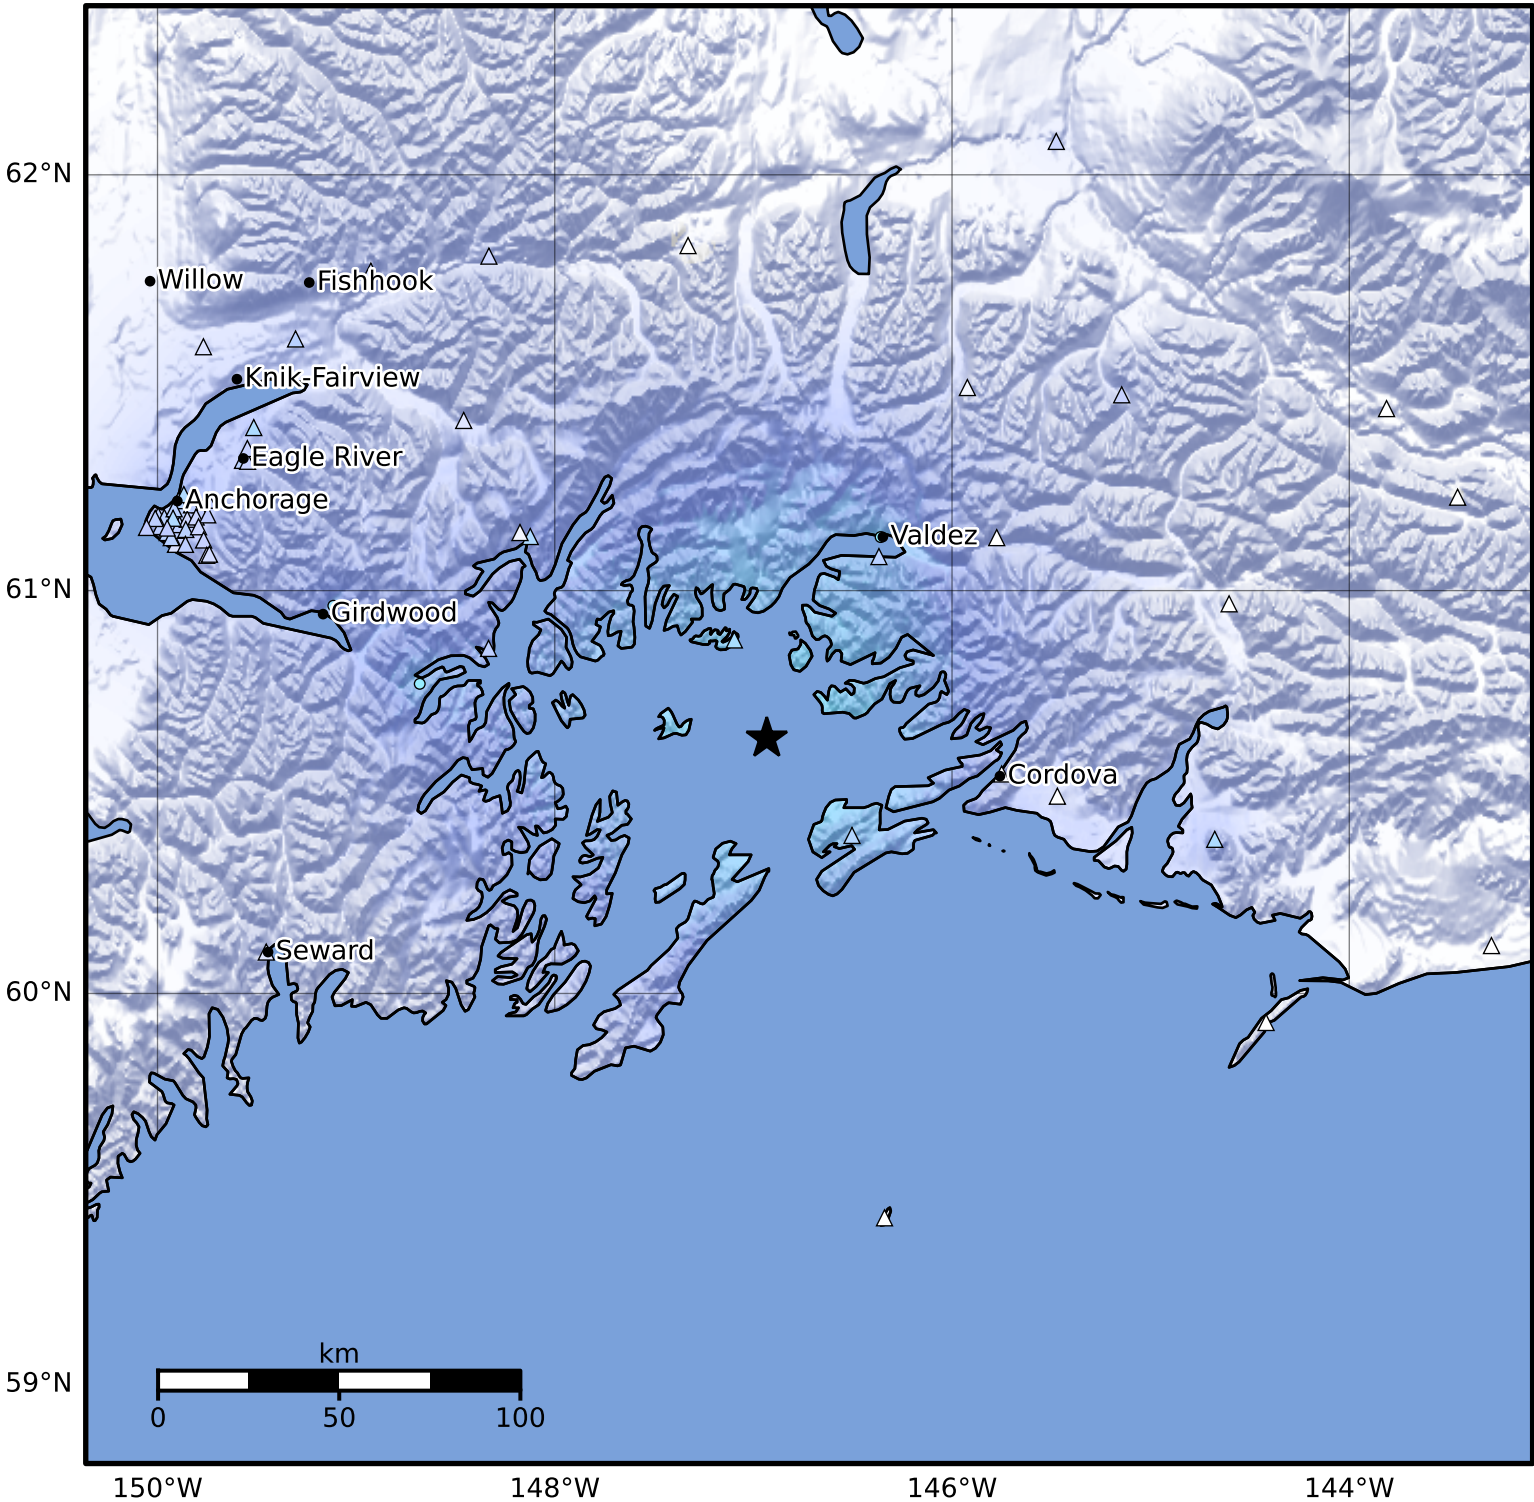 62°N
Willow
Fishhook
Knik-Fairview
Eagle River
Anchorage
Valdez
61°N
Girdwood
Cordova
Seward
60°N
km
59°N
0 50 100
150°W 148°W 146°W 144°W